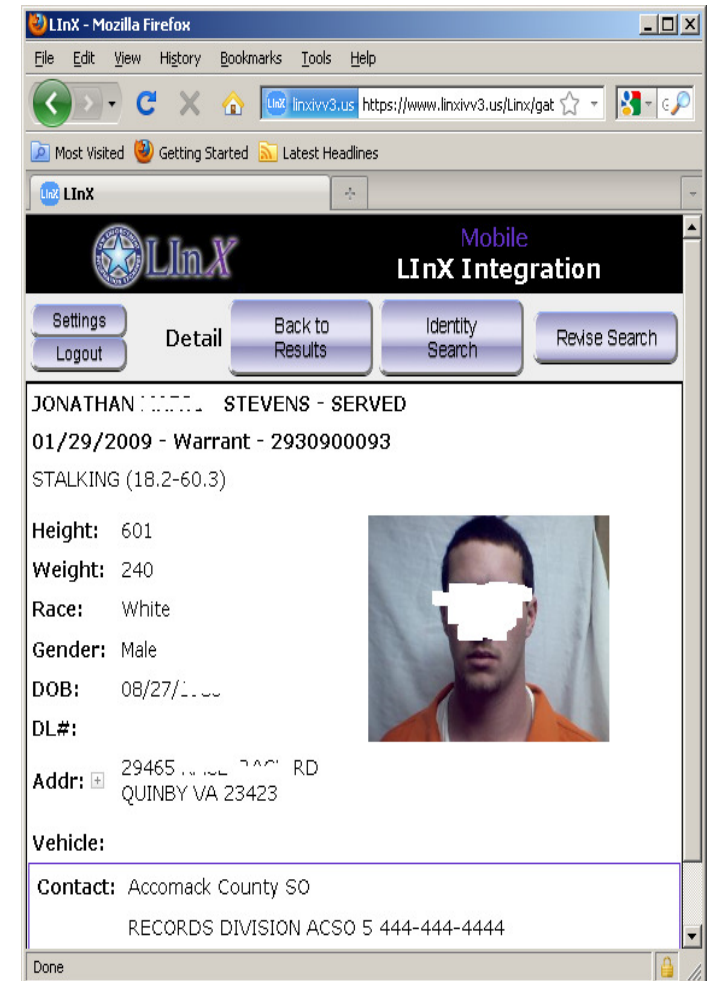 LInX - Mozilla Firefox
File Edit View History Bookmarks Tools Help
LInX linxivv3.us https://www.linxivv3.us/Linx/gat
Most Visited Getting Started Latest Headlines
LInX LInX
LInX
Mobile
LInX Integration
Settings
Logout
Detail
Back to
Results
Identity
Search
Revise Search
JONATHAN STEVENS - SERVED
01/29/2009 - Warrant - 2930900093
STALKING (18.2-60.3)
Height: 601
Weight: 240
Race: White
Gender: Male
DOB: 08/27/
DL#:
Addr: 29465 RD
QUINBY VA 23423
Vehicle:
Contact: Accomack County SO
RECORDS DIVISION ACSO 5 444-444-4444
Done